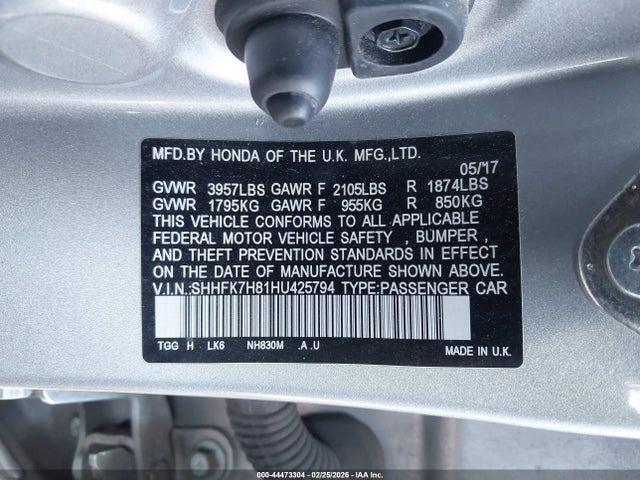 MFD.BY HONDA OF THE U.K. MFG.,LTD.
05/17
GVWR 3957LBS GAWR F 2105LBS R 1874LBS
GVWR 1795KG GAWR F 955KG R 850KG
THIS VEHICLE CONFORMS TO ALL APPLICABLE
FEDERAL MOTOR VEHICLE SAFETY , BUMPER ,
AND THEFT PREVENTION STANDARDS IN EFFECT
ON THE DATE OF MANUFACTURE SHOWN ABOVE.
V.I.N.:SHHFK7H81HU425794 TYPE:PASSENGER CAR
TGG H LK6 NH830M .A .U
MADE IN U.K.
000-44473304 - 02/25/2026 - IAA Inc.